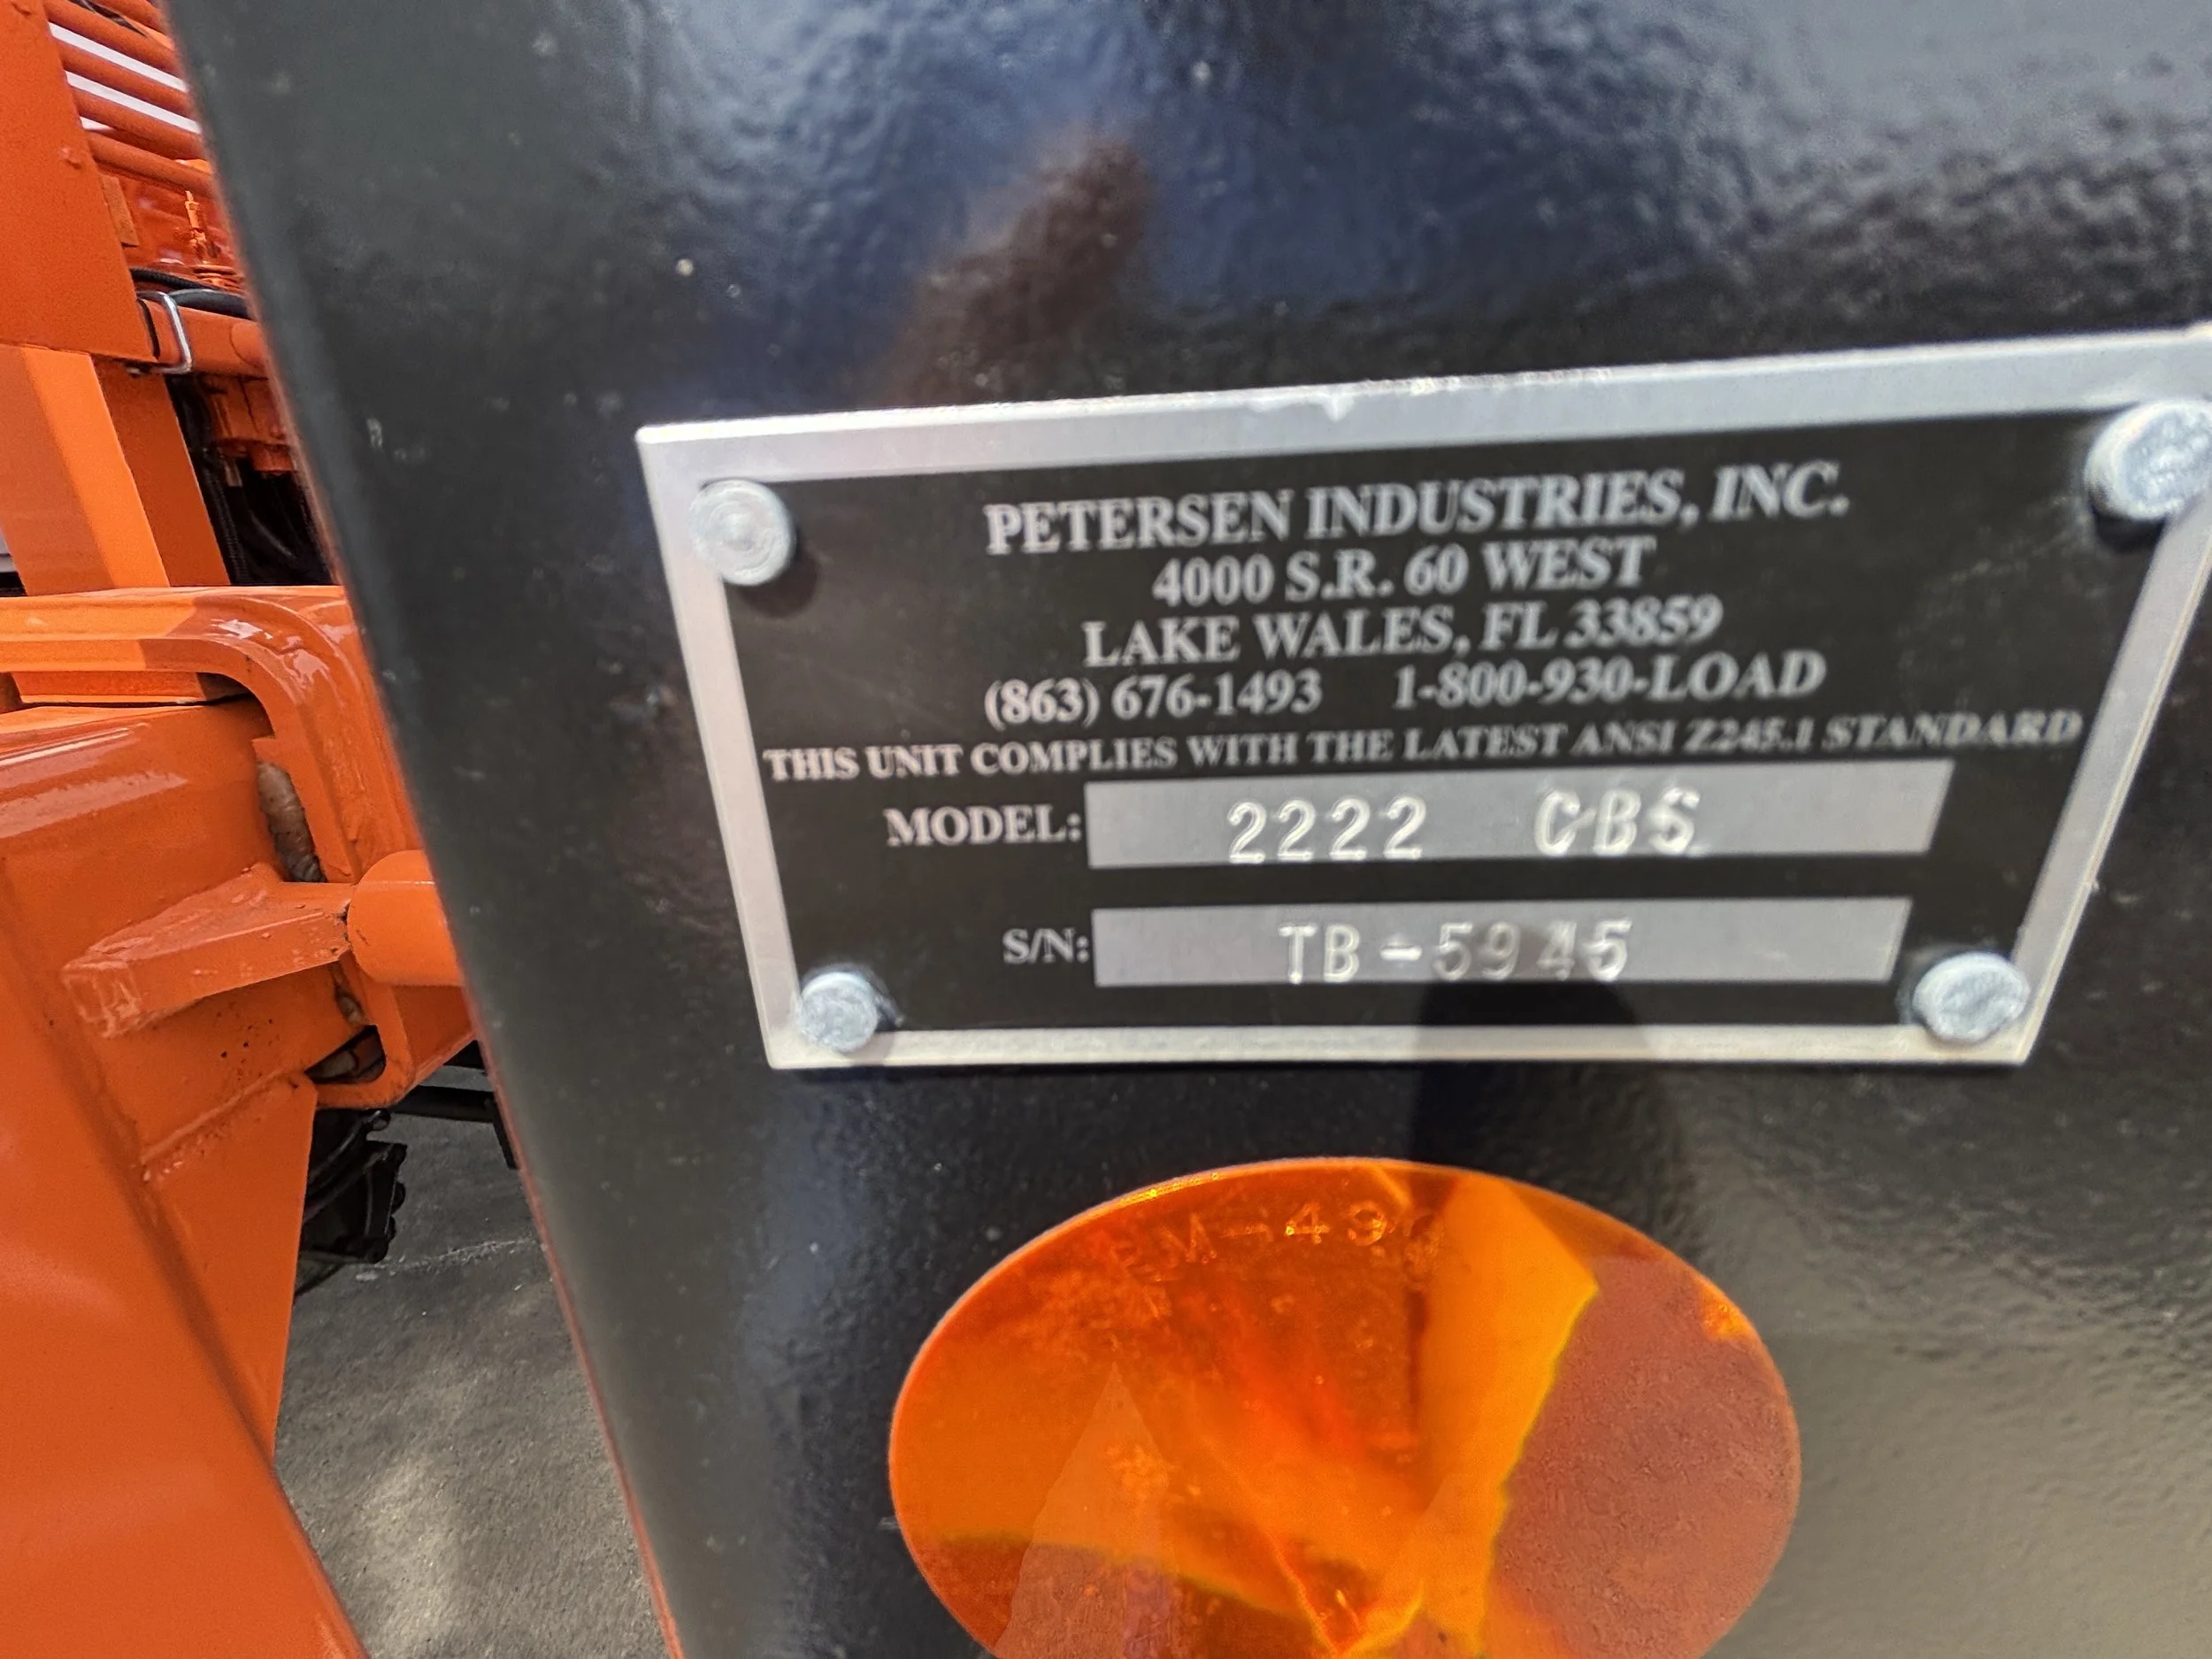 PETERSEN INDUSTRIES, INC.
4000 S.R. 60 WEST
LAKE WALES, FL 33859
(863) 676-1493 1-800-930-LOAD
THIS UNIT COMPLIES WITH THE LATEST ANSI Z245.1 STANDARD
MODEL: 2222 CBS
S/N: TB-5945